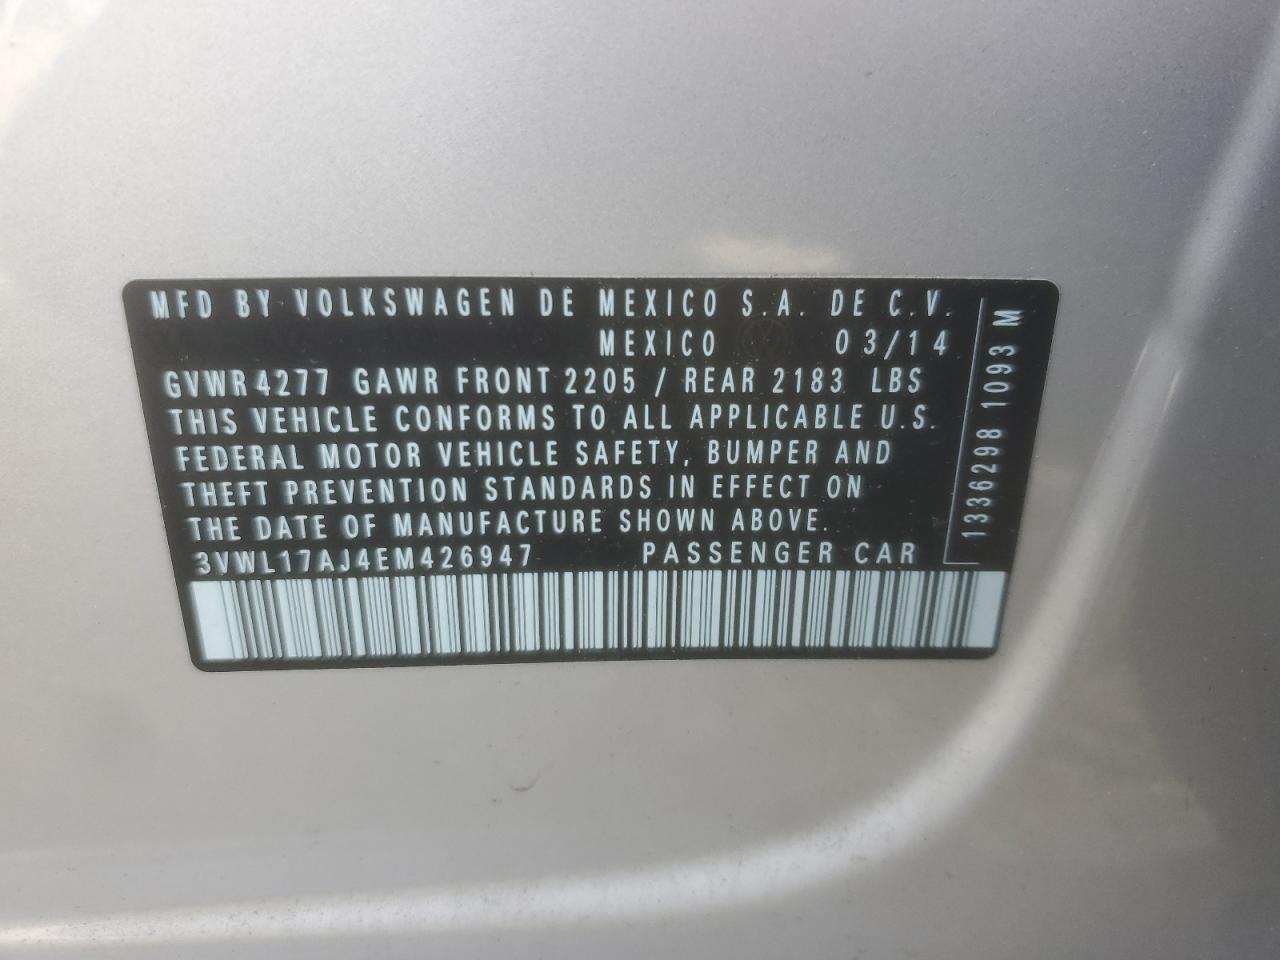 MFD BY VOLKSWAGEN DE MEXICO S.A. DE C.V.
MEXICO 03/14
GVWR 4277 GAWR FRONT 2205 / REAR 2183 LBS
THIS VEHICLE CONFORMS TO ALL APPLICABLE U.S.
FEDERAL MOTOR VEHICLE SAFETY, BUMPER AND
THEFT PREVENTION STANDARDS IN EFFECT ON
THE DATE OF MANUFACTURE SHOWN ABOVE.
3VWL17AJ4EM426947 PASSENGER CAR
1336298 1093 M